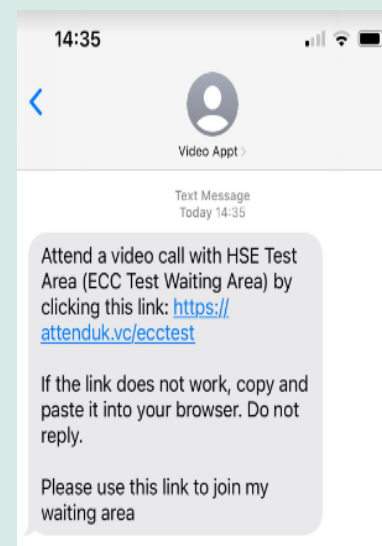 14:35
Video Appt >
Text Message
Today 14:35
Attend a video call with HSE Test
Area (ECC Test Waiting Area) by
clicking this link: https://
attenduk.vc/ecctest
If the link does not work, copy and
paste it into your browser. Do not
reply.
Please use this link to join my
waiting area